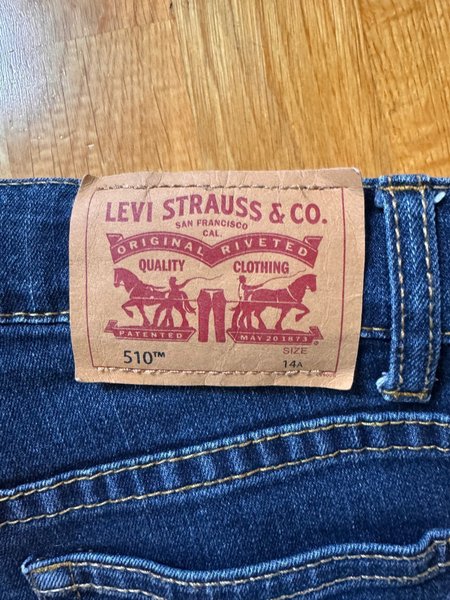 LEVI STRAUSS & CO.
SAN FRANCISCO
CAL.
ORIGINAL RIVETED
QUALITY CLOTHING
PATENTED MAY 20 1873
510™ SIZE
14A